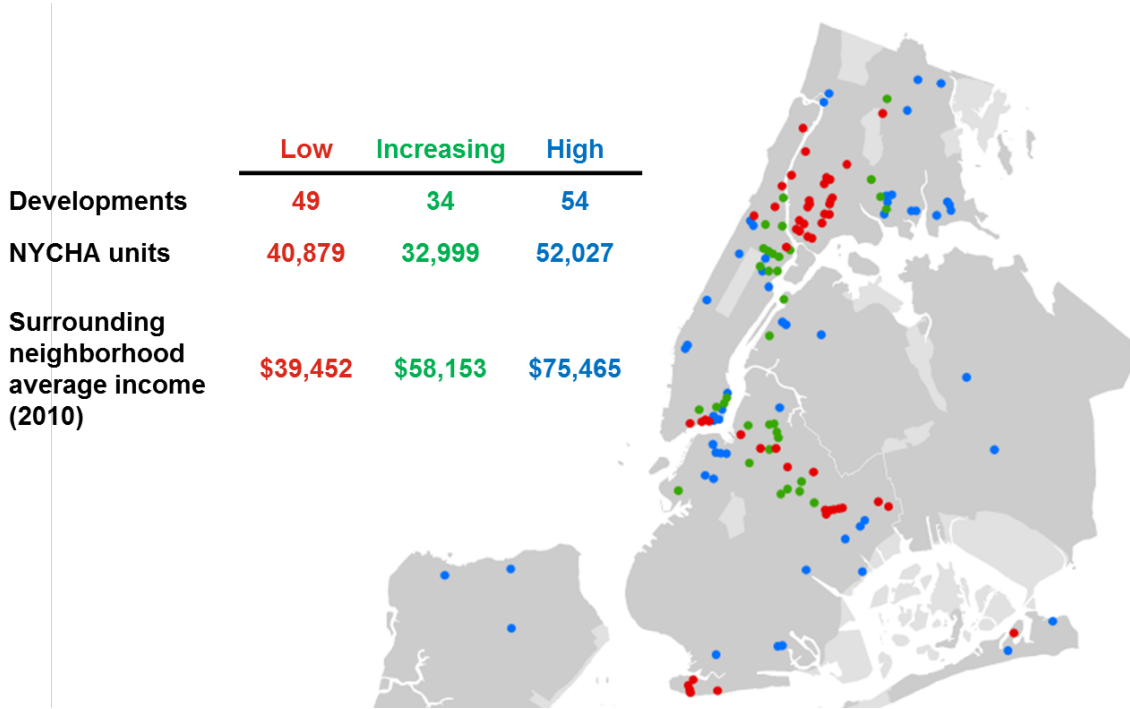 Low Increasing High
Developments 49 34 54
NYCHA units 40,879 32,999 52,027
Surrounding
neighborhood
average income $39,452 $58,153 $75,465
(2010)